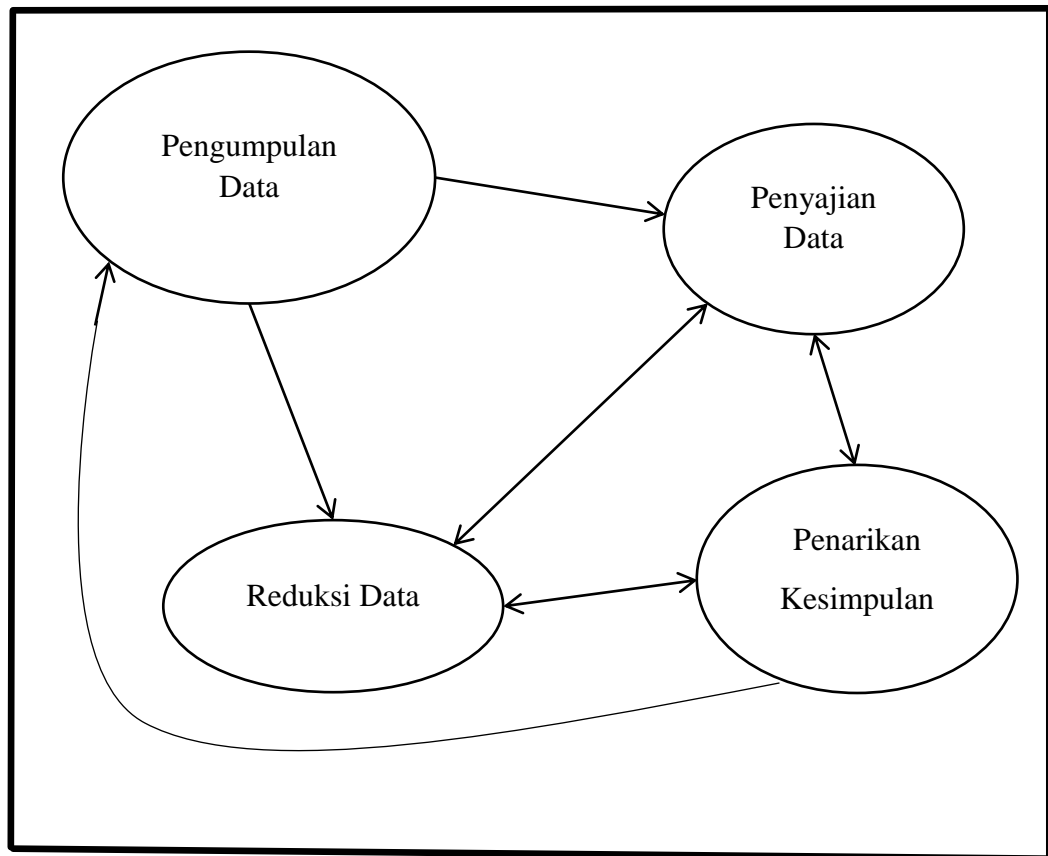 Pengumpulan
Data
Penyajian
Data
Reduksi Data
Penarikan
Kesimpulan